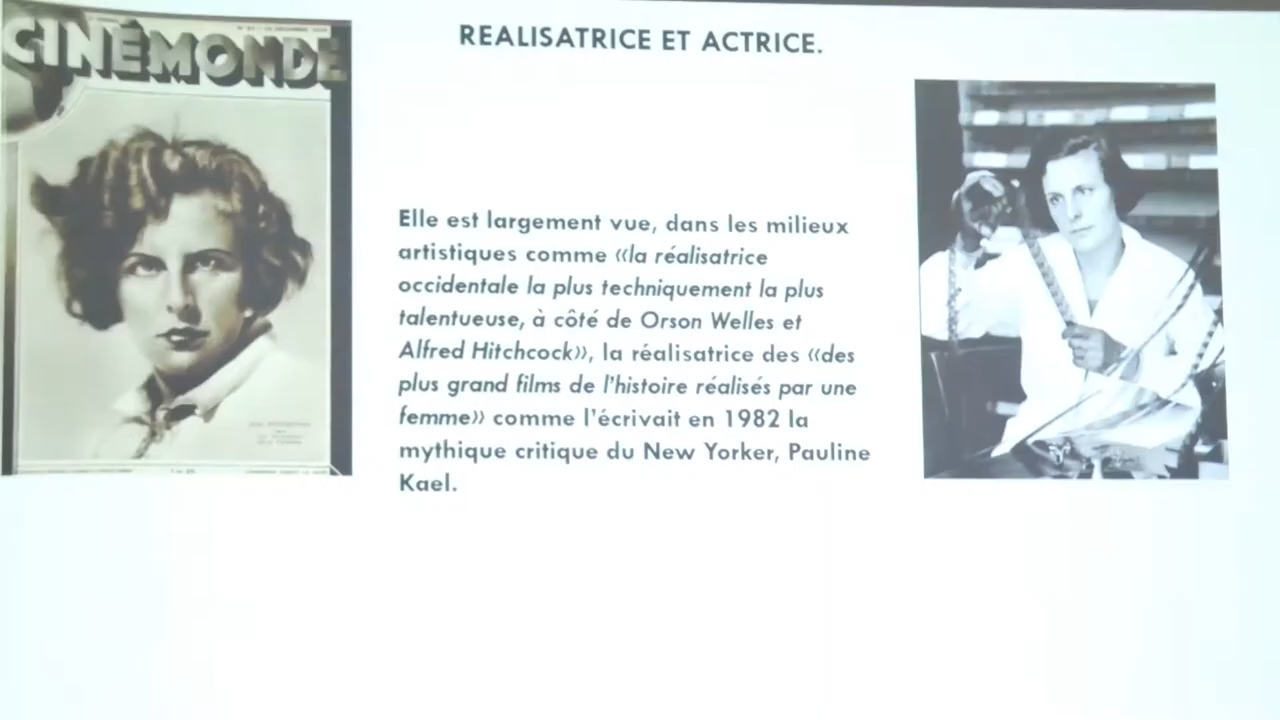 CINÉMONDE
REALISATRICE ET ACTRICE.
Elle est largement vue, dans les milieux
artistiques comme «la réalisatrice
occidentale la plus techniquement la plus
talentueuse, à côté de Orson Welles et
Alfred Hitchcock», la réalisatrice des «des
plus grand films de l'histoire réalisés par une
femme» comme l'écrivait en 1982 la
mythique critique du New Yorker, Pauline
Kael.